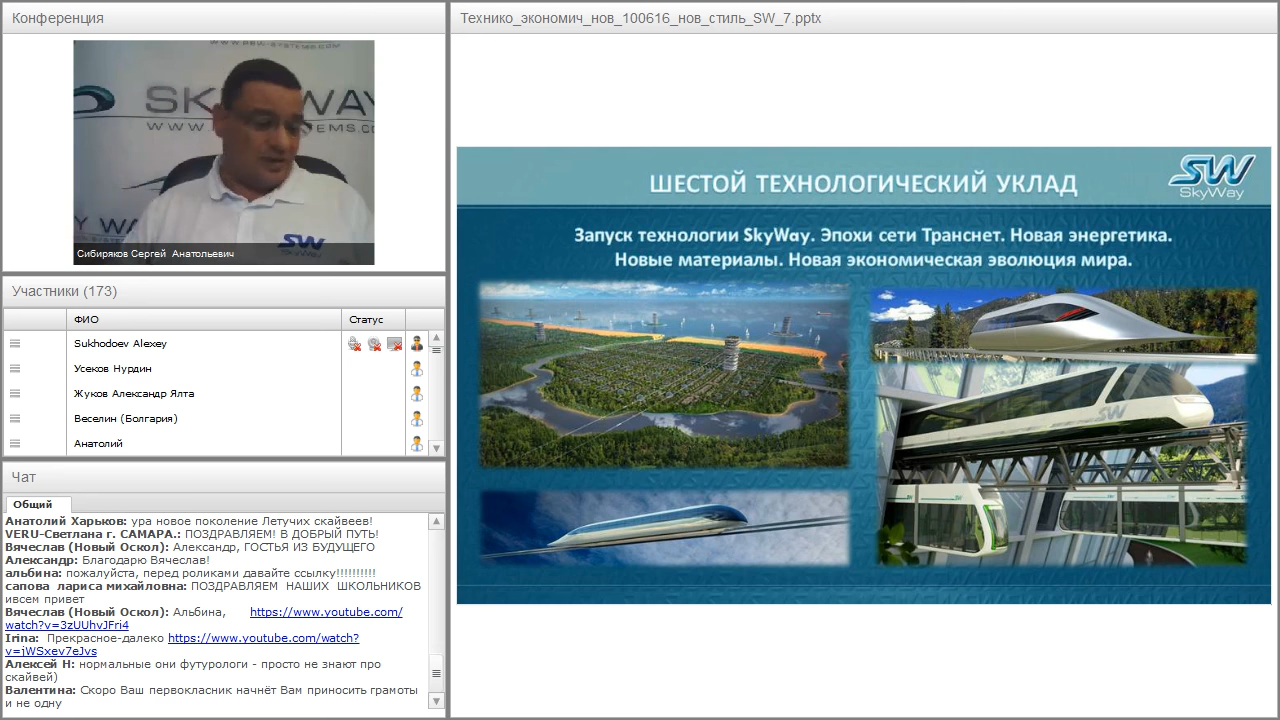 Конференция
SKYWAY
Сибиряков Сергей Анатольевич
Участники (173)
ФИО
Статус
Sukhodoev Alexey
Усеков Нурдин
Жуков Александр Ялта
Веселин (Болгария)
Анатолий
Чат
Общий
Анатолий Харьков: ура новое поколение Летучих скайвеев!
VERU-Светлана г. САМАРА.: ПОЗДРАВЛЯЕМ! В ДОБРЫЙ ПУТЬ!
Вячеслав (Новый Оскол): Александр, ГОСТЬЯ ИЗ БУДУЩЕГО
Александр: Благодарю Вячеслав!
альбина: пожалуйста, перед роликами давайте ссылку!!!!!!!!!!
сапова лариса михайловна: ПОЗДРАВЛЯЕМ НАШИХ ШКОЛЬНИКОВ
ивсем привет
Вячеслав (Новый Оскол): Альбина, https://www.youtube.com/
watch?v=3zUUhvJFri4
Irina: Прекрасное-далеко https://www.youtube.com/watch?
v=jWSxev7eJvs
Алексей Н: нормальные они футурологи - просто не знают про
скайвей)
Валентина: Скоро Ваш первокласник начнёт Вам приносить грамоты
и не одну
Технико_экономич_нов_100616_нов_стиль_SW_7.pptx
ШЕСТОЙ ТЕХНОЛОГИЧЕСКИЙ УКЛАД
SW
SkyWay
Запуск технологии SkyWay. Эпохи сети Транснет. Новая энергетика.
Новые материалы. Новая экономическая эволюция мира.
SW